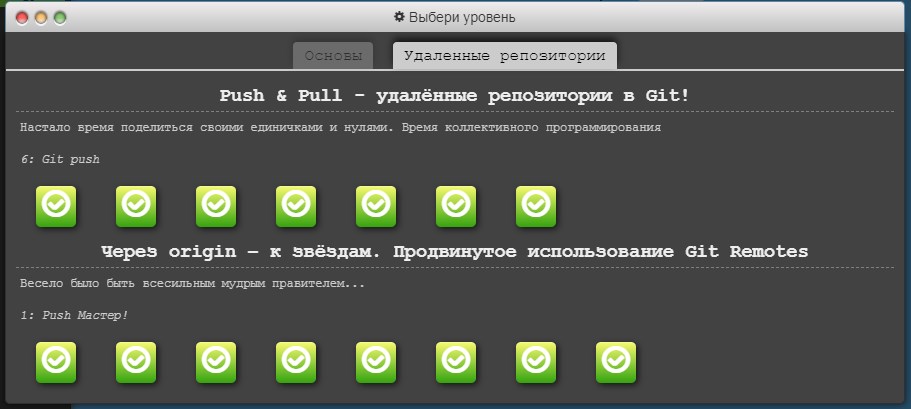 Выбери уровень
Основы Удаленные репозитории
Push & Pull - удалённые репозитории в Git!
Настало время поделиться своими единичками и нулями. Время коллективного программирования
6: Git push
Через origin – к звёздам. Продвинутое использование Git Remotes
Весело было быть всесильным мудрым правителем...
1: Push Мастер!